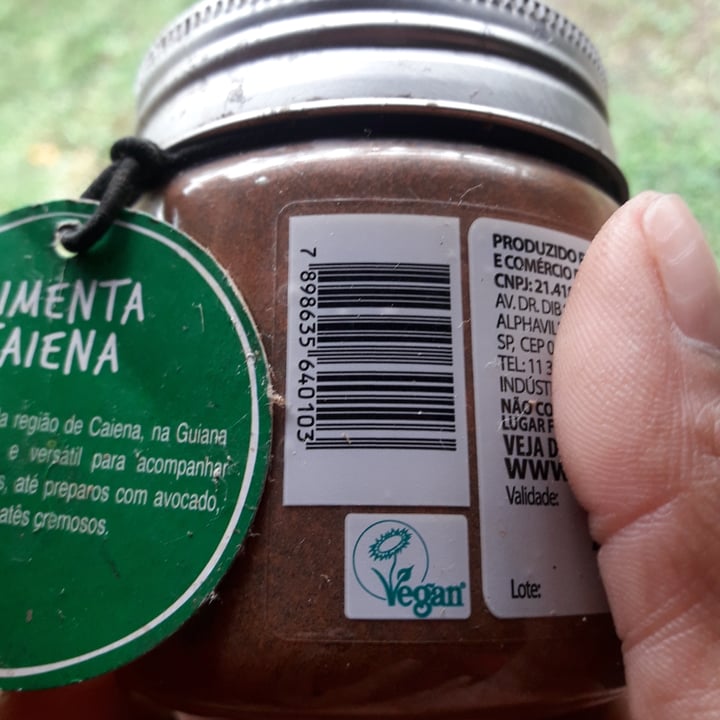 IMENTA
AIENA
a região de Caiena, na Guiana
e versátil para acompanhar
s, até preparos com avocado,
atês cremosos.
7 898635 640103
Vegan
PRODUZIDO
E COMÉRCIO
CNPJ: 21.41
AV. DR. DIB
ALPHAVIL
SP, CEP 0
TEL: 11 3
INDÚST
NÃO CO
LUGAR F
VEJA D
WWW
Validade:
Lote: